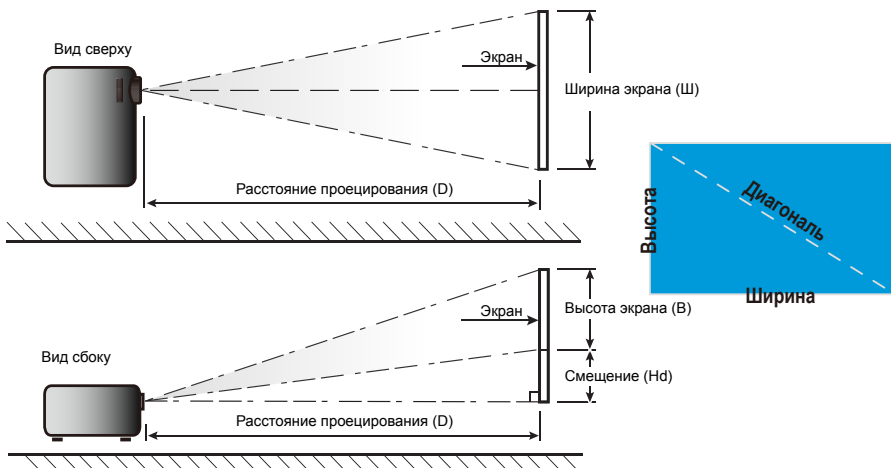 Вид сверху
Экран
Ширина экрана (Ш)
Расстояние проецирования (D)
Высота
Диагональ
Ширина
Экран
Высота экрана (В)
Вид сбоку
Смещение (Hd)
Расстояние проецирования (D)